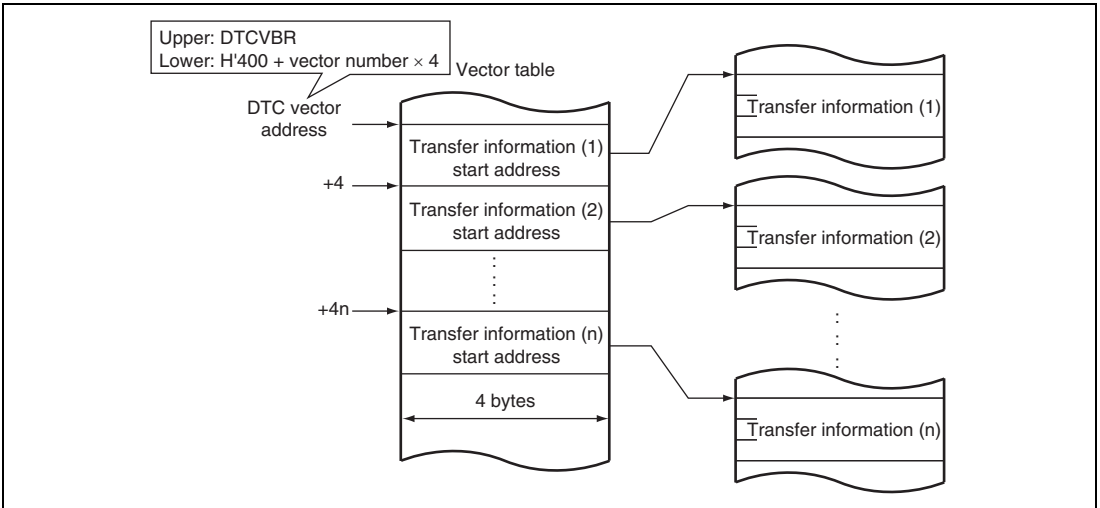 Upper: DTCVBR
Lower: H'400 + vector number × 4
Vector table
DTC vector
address
Transfer information (1)
start address
+4
Transfer information (2)
start address
+4n
Transfer information (n)
start address
4 bytes
Transfer information (1)
Transfer information (2)
Transfer information (n)